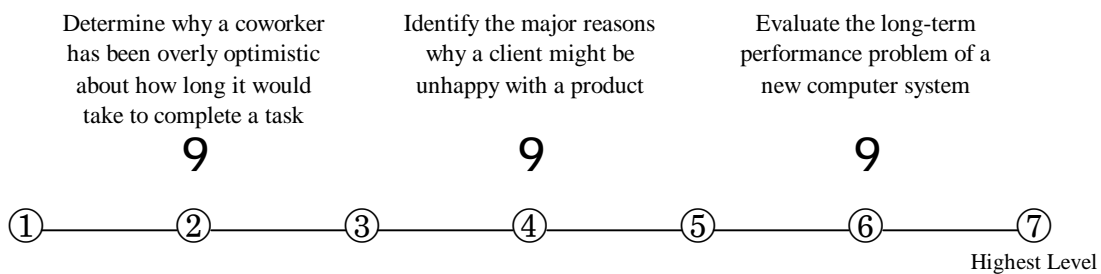 Determine why a coworker
has been overly optimistic
about how long it would
take to complete a task
Identify the major reasons
why a client might be
unhappy with a product
Evaluate the long-term
performance problem of a
new computer system
9 9 9
① ② ③ ④ ⑤ ⑥ ⑦
Highest Level